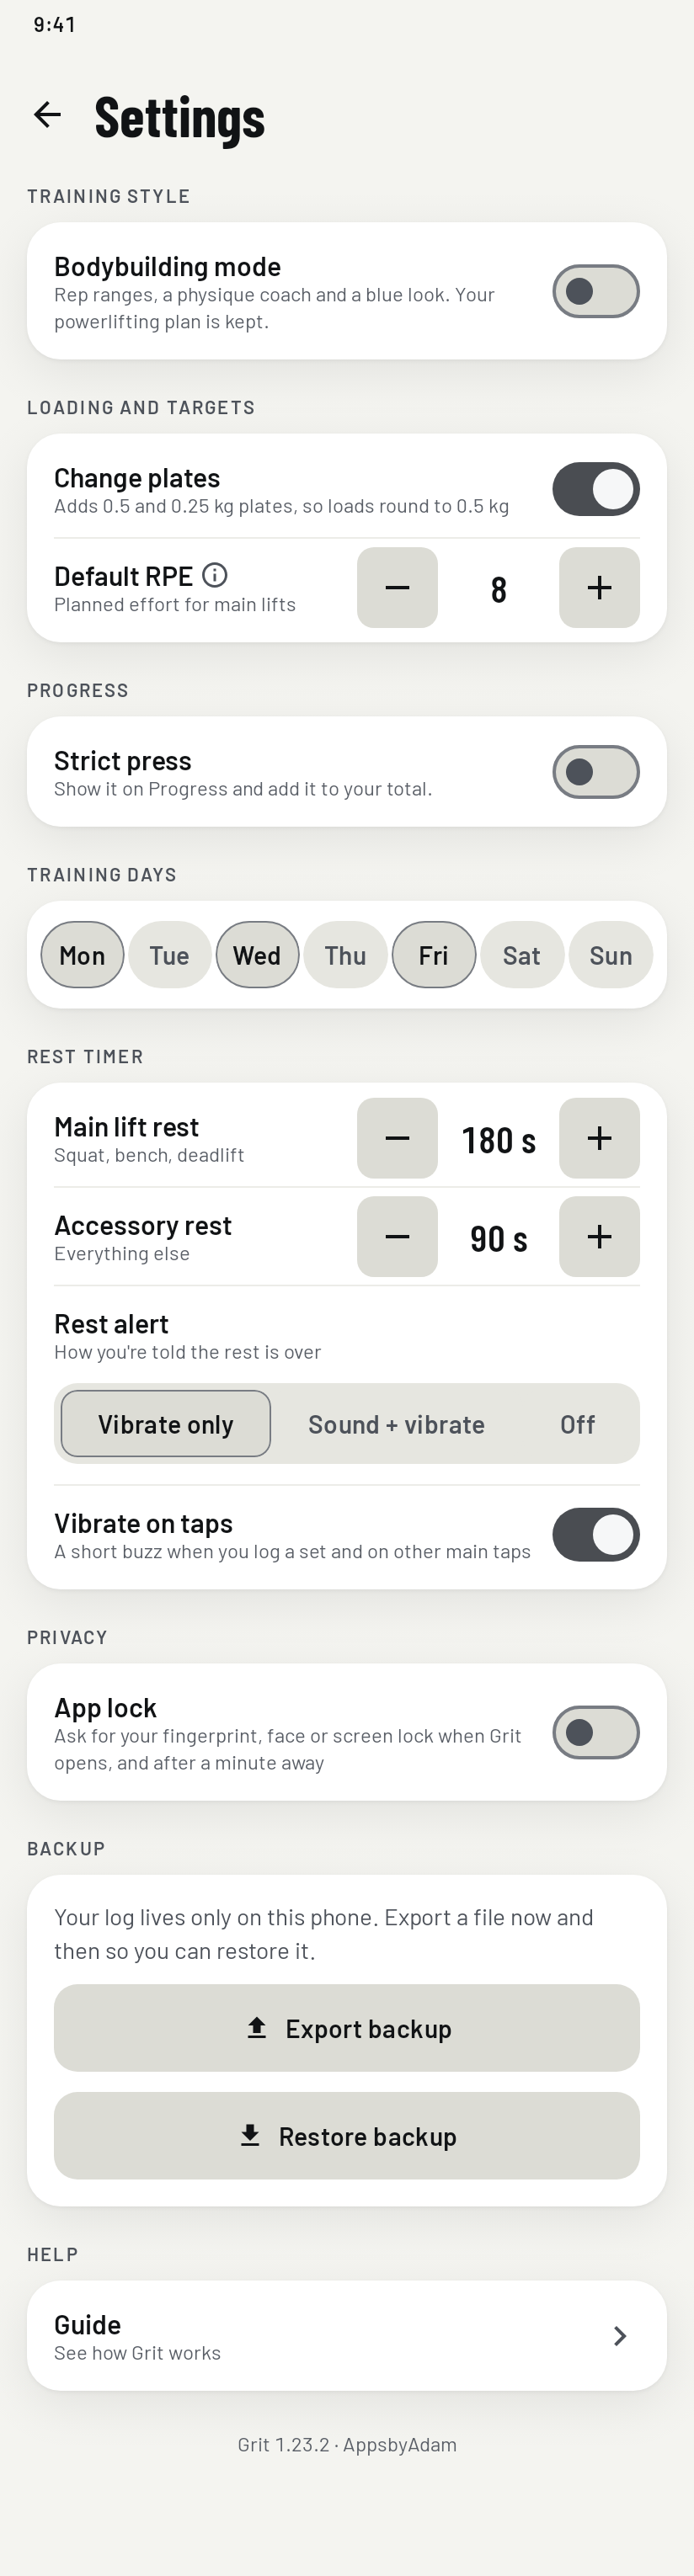 9:41
Settings
TRAINING STYLE
Bodybuilding mode
Rep ranges, a physique coach and a blue look. Your
powerlifting plan is kept.
LOADING AND TARGETS
Change plates
Adds 0.5 and 0.25 kg plates, so loads round to 0.5 kg
Default RPE
Planned effort for main lifts
8
PROGRESS
Strict press
Show it on Progress and add it to your total.
TRAINING DAYS
Mon Tue Wed Thu Fri Sat Sun
REST TIMER
Main lift rest
Squat, bench, deadlift
180 s
Accessory rest
Everything else
90 s
Rest alert
How you're told the rest is over
Vibrate only Sound + vibrate Off
Vibrate on taps
A short buzz when you log a set and on other main taps
PRIVACY
App lock
Ask for your fingerprint, face or screen lock when Grit
opens, and after a minute away
BACKUP
Your log lives only on this phone. Export a file now and
then so you can restore it.
Export backup
Restore backup
HELP
Guide
See how Grit works
Grit 1.23.2 · AppsbyAdam